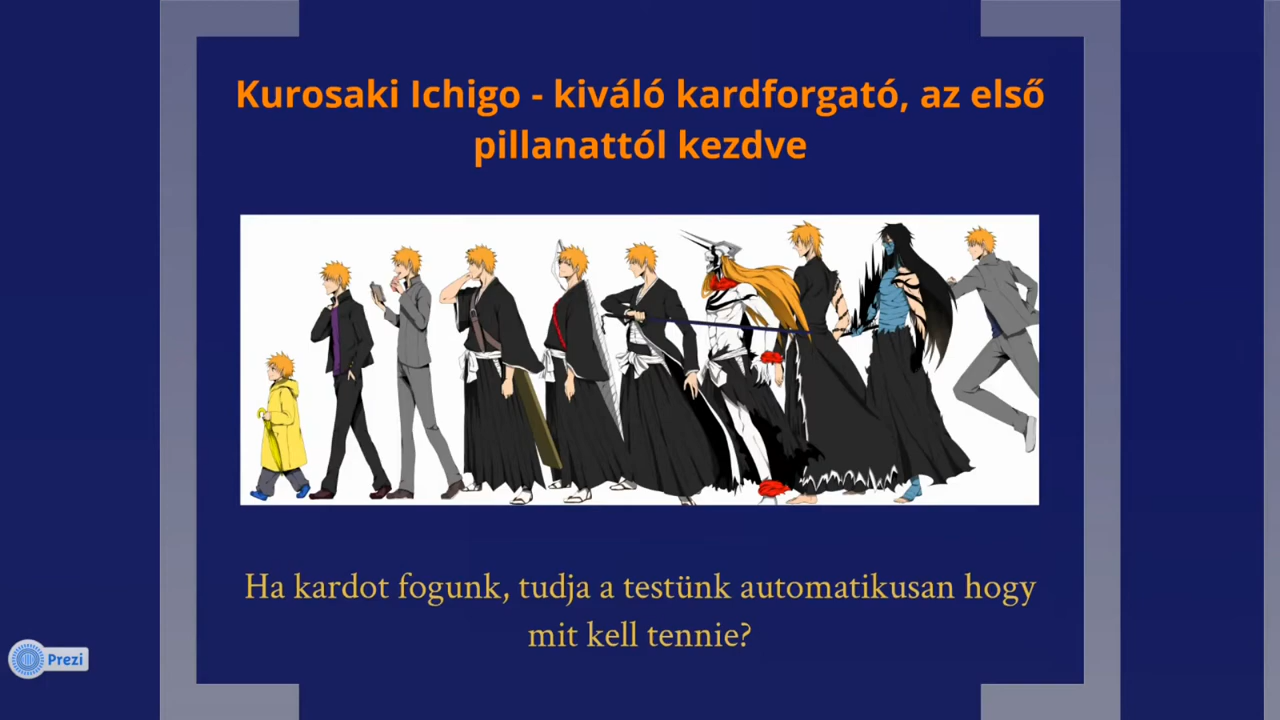 Kurosaki Ichigo - kiváló kardforgató, az első
pillanattól kezdve
Ha kardot fogunk, tudja a testünk automatikusan hogy
mit kell tennie?
Prezi